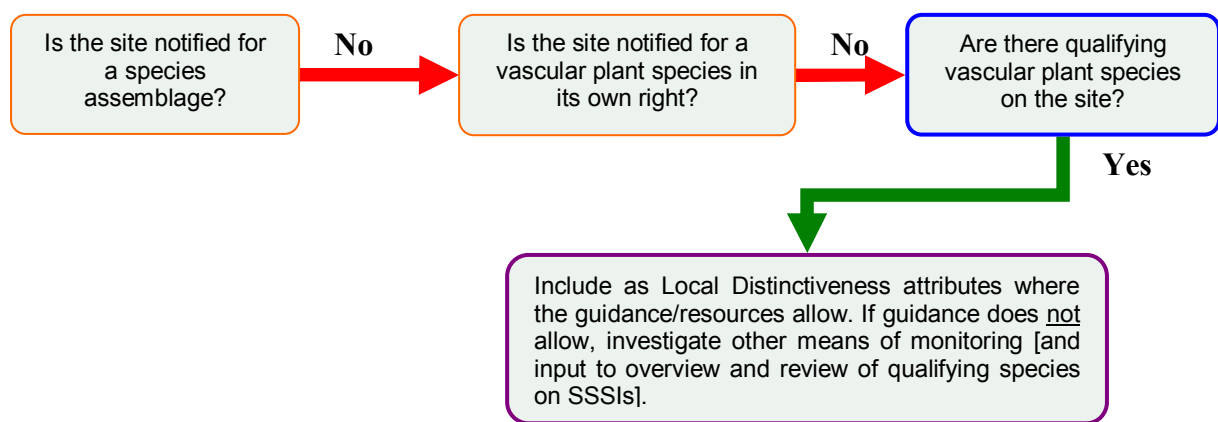 Is the site notified for
a species
assemblage?
No
Is the site notified for a
vascular plant species in
its own right?
No
Are there qualifying
vascular plant species
on the site?
Yes
Include as Local Distinctiveness attributes where
the guidance/resources allow. If guidance does not
allow, investigate other means of monitoring [and
input to overview and review of qualifying species
on SSSIs].